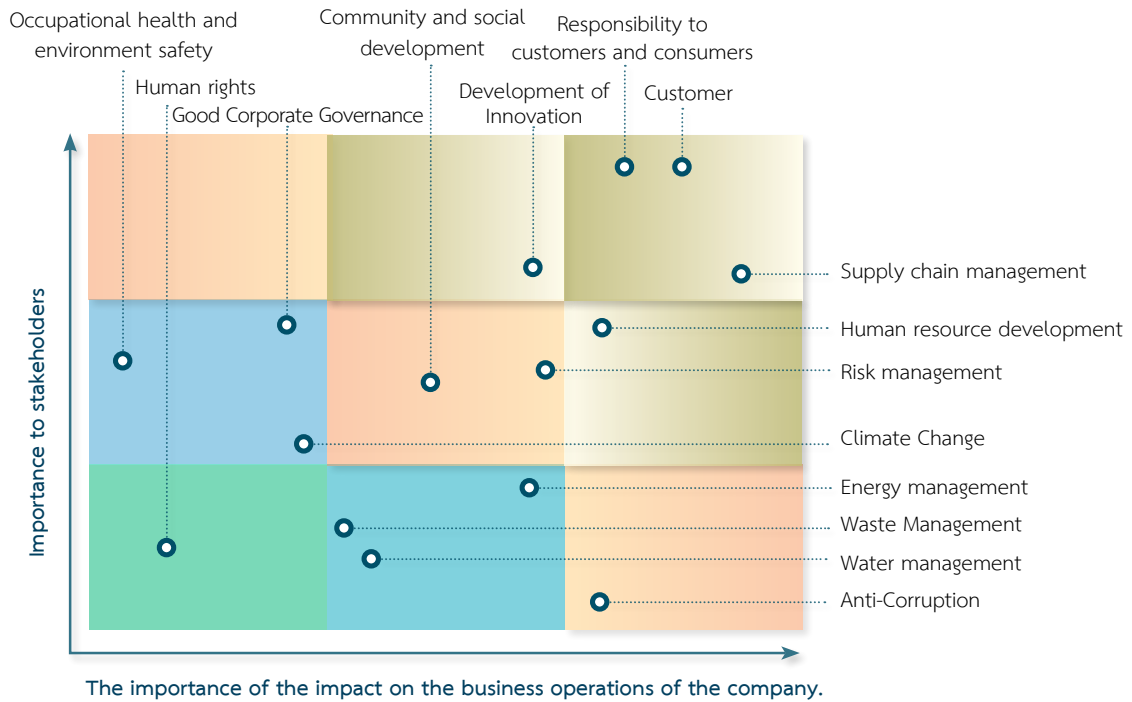 Occupational health and
environment safety
Human rights
Good Corporate Governance
Community and social
development
Development of
Innovation
Responsibility to
customers and consumers
Customer
Supply chain management
Human resource development
Risk management
Climate Change
Energy management
Waste Management
Water management
Anti-Corruption
Importance to stakeholders
The importance of the impact on the business operations of the company.